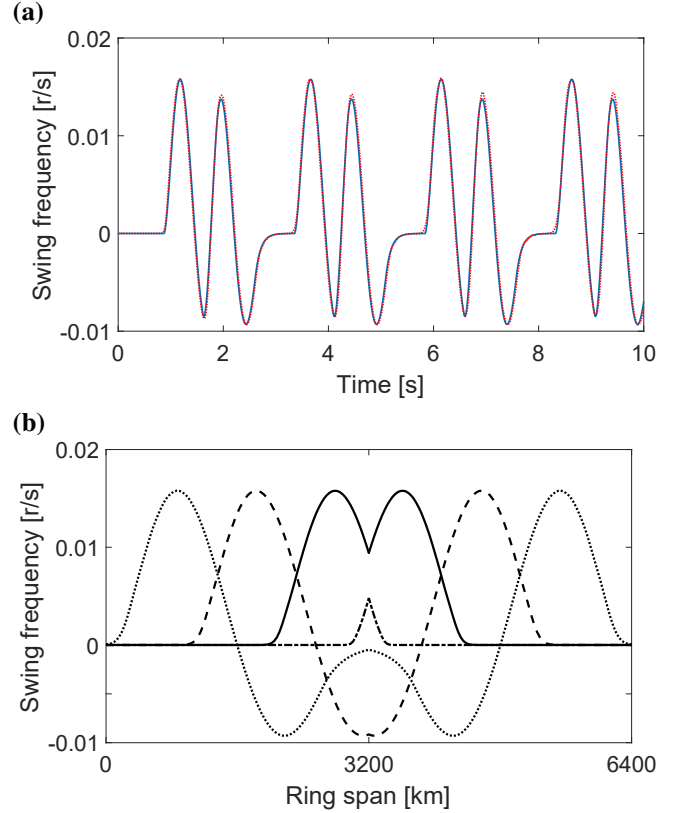 (a)
0.02
0.01
0
-0.01
Swing frequency [r/s]
0 2 4 6 8 10
Time [s]
(b)
0.02
0.01
0
-0.01
Swing frequency [r/s]
0 3200 6400
Ring span [km]